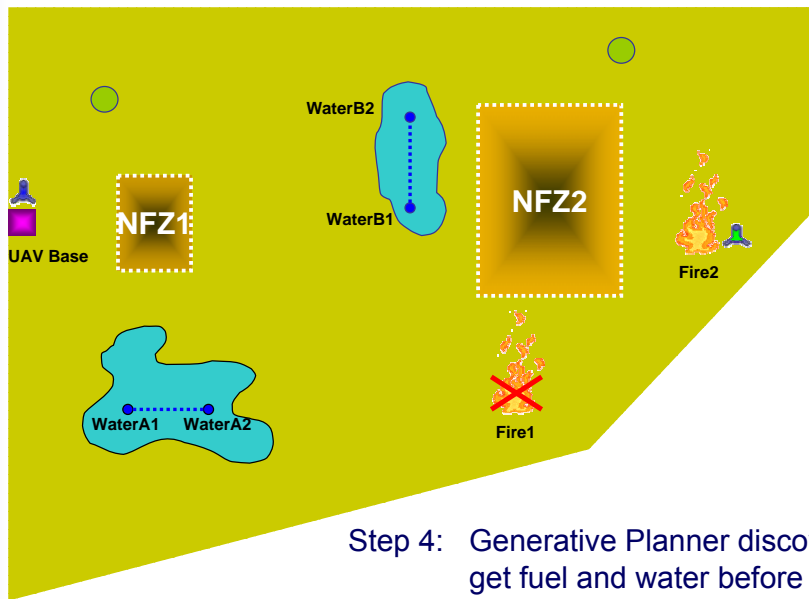 WaterB2
NFZ1
NFZ2
WaterB1
UAV Base
Fire2
WaterA1 WaterA2
Fire1
Step 4: Generative Planner disco
get fuel and water before